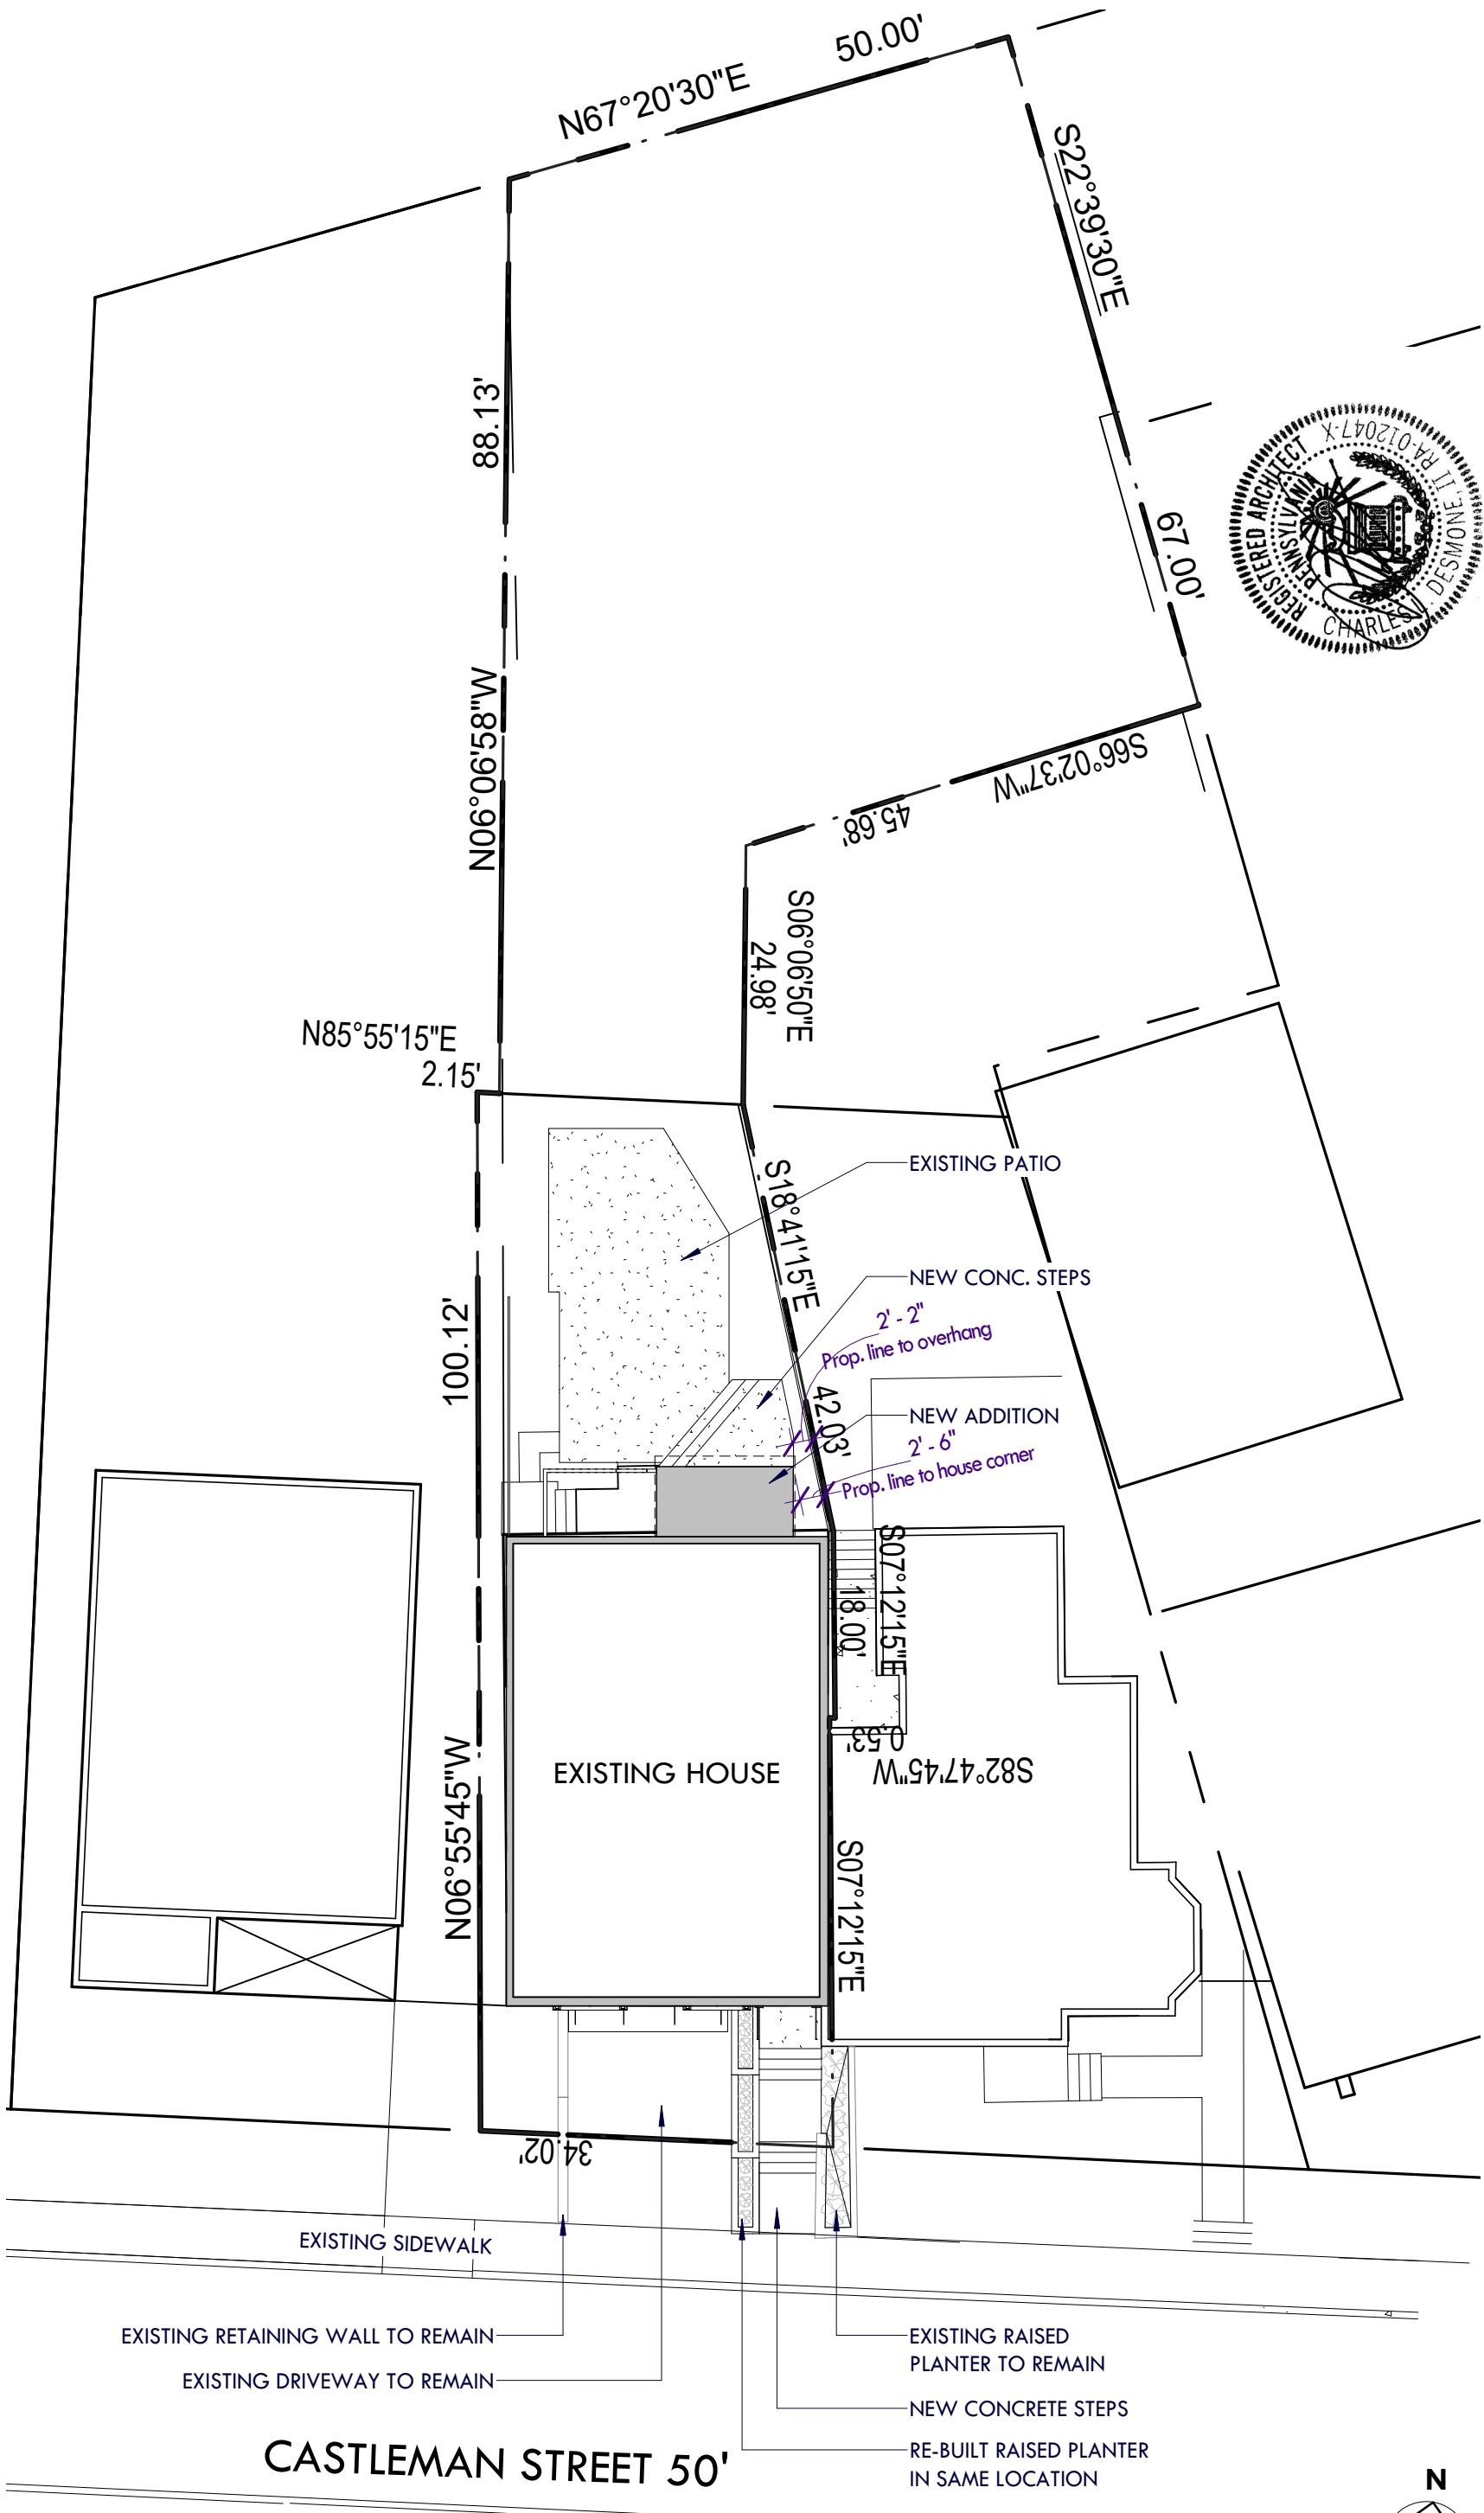 50.00'
N67°20'30"E
S22°39'30"E
REGISTERED ARCHITECT
PENNSYLVANIA
CHARLES L. DESMONE, II RA-012047-X
88.13'
67.00'
N06°06'58"W
S66°02'37"W
45.68'
S06°06'50"E
24.98'
N85°55'15"E
2.15'
EXISTING PATIO
S18°41'15"E
NEW CONC. STEPS
2' - 2"
Prop. line to overhang
100.12'
42.03'
NEW ADDITION
2' - 6"
Prop. line to house corner
S07°12'15"E
18.00'
0.53'
S82°47'45"W
EXISTING HOUSE
N06°55'45"W
S07°12'15"E
34.02'
EXISTING SIDEWALK
EXISTING RETAINING WALL TO REMAIN
EXISTING RAISED
PLANTER TO REMAIN
EXISTING DRIVEWAY TO REMAIN
NEW CONCRETE STEPS
RE-BUILT RAISED PLANTER
IN SAME LOCATION
CASTLEMAN STREET 50'
N